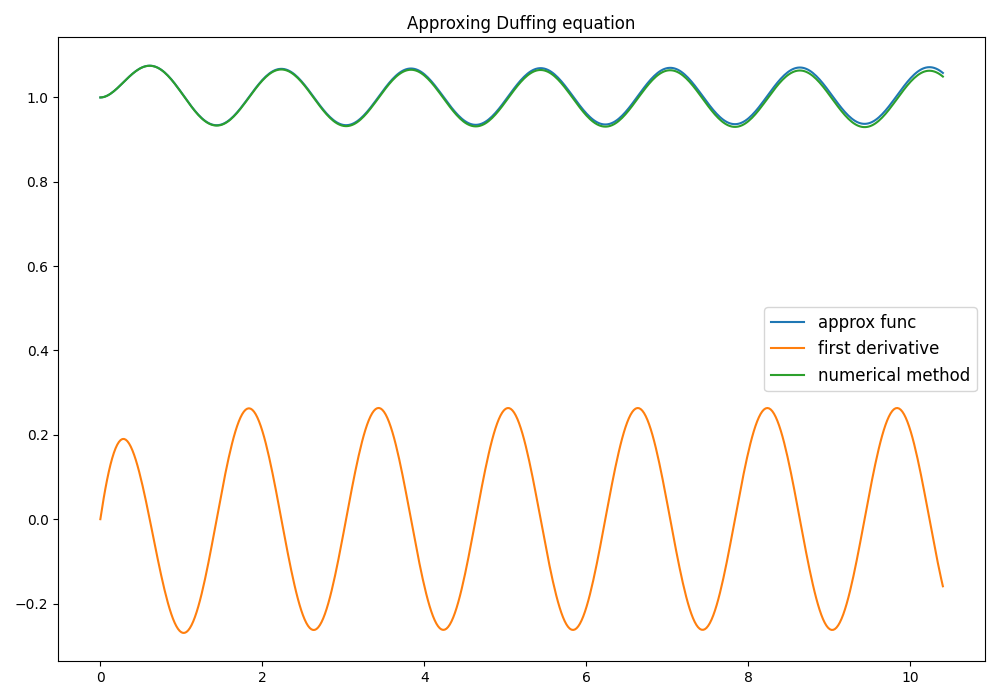 Approxing Duffing equation
1.0
0.8
0.6
0.4
0.2
0.0
−0.2
approx func
first derivative
numerical method
0 2 4 6 8 10